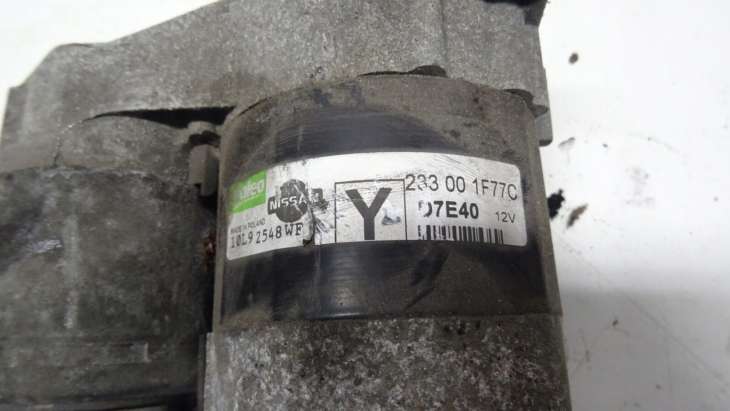 Valeo
NISSAN
MADE IN POLAND
10L9 2548WF
Y
233 00 1F77C
D7E40
12V